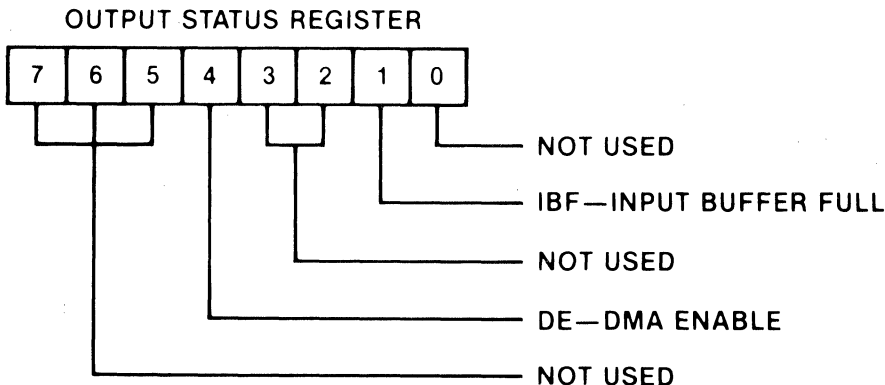 OUTPUT STATUS REGISTER
7 6 5 4 3 2 1 0
NOT USED
IBF—INPUT BUFFER FULL
NOT USED
DE—DMA ENABLE
NOT USED